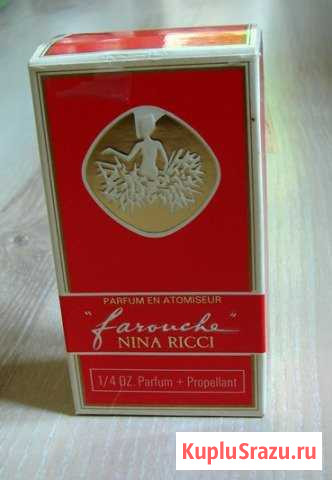 PARFUM EN ATOMISEUR
"farouche"
NINA RICCI
1/4 OZ. Parfum + Propellant
KupluSrazu.ru